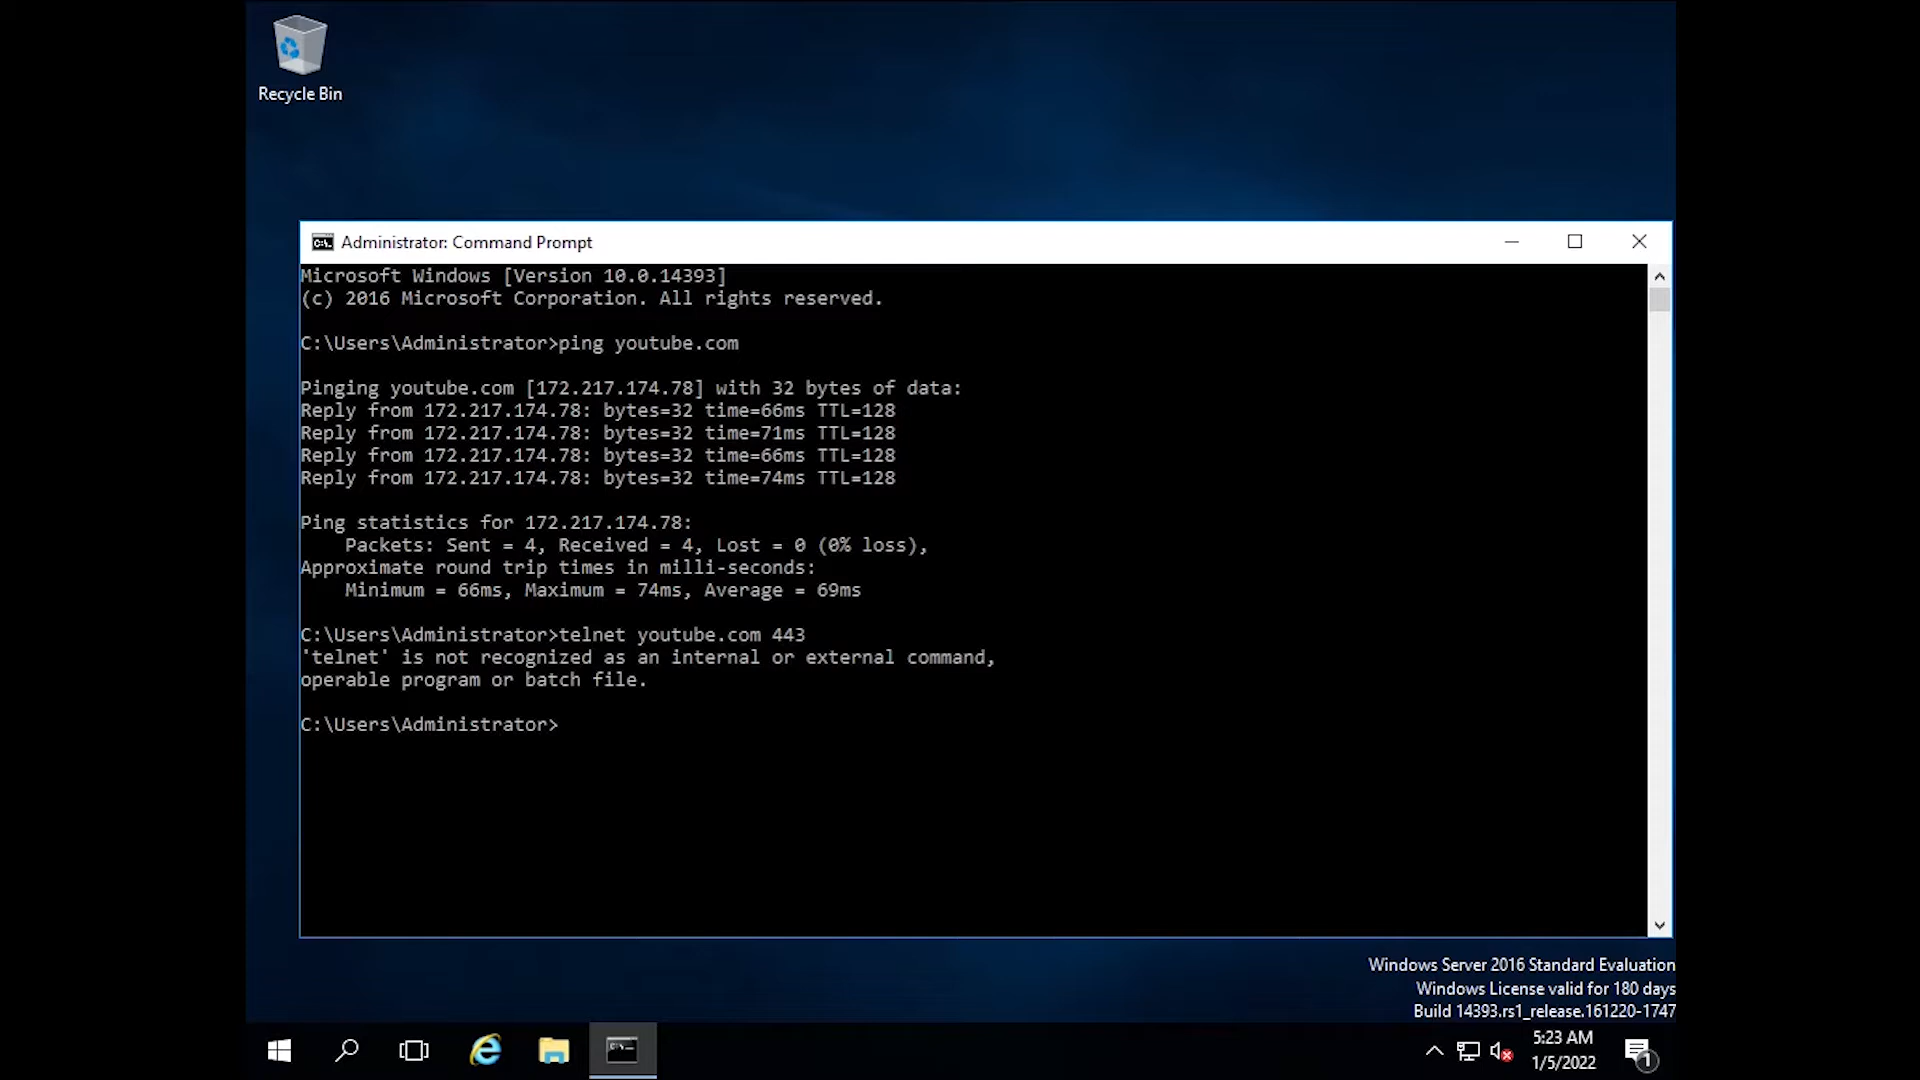 Recycle Bin
Administrator: Command Prompt
Microsoft Windows [Version 10.0.14393]
(c) 2016 Microsoft Corporation. All rights reserved.
C:\Users\Administrator>ping youtube.com
Pinging youtube.com [172.217.174.78] with 32 bytes of data:
Reply from 172.217.174.78: bytes=32 time=66ms TTL=128
Reply from 172.217.174.78: bytes=32 time=71ms TTL=128
Reply from 172.217.174.78: bytes=32 time=66ms TTL=128
Reply from 172.217.174.78: bytes=32 time=74ms TTL=128
Ping statistics for 172.217.174.78:
    Packets: Sent = 4, Received = 4, Lost = 0 (0% loss),
Approximate round trip times in milli-seconds:
    Minimum = 66ms, Maximum = 74ms, Average = 69ms
C:\Users\Administrator>telnet youtube.com 443
'telnet' is not recognized as an internal or external command,
operable program or batch file.
C:\Users\Administrator>
Windows Server 2016 Standard Evaluation
Windows License valid for 180 days
Build 14393.rs1_release.161220-1747
5:23 AM
1/5/2022
1